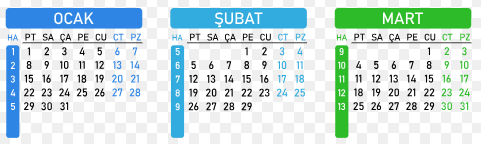 OCAK
HA PT SA ÇA PE CU CT PZ
1 1 2 3 4 5 6 7
2 8 9 10 11 12 13 14
3 15 16 17 18 19 20 21
4 22 23 24 25 26 27 28
5 29 30 31
ŞUBAT
HA PT SA ÇA PE CU CT PZ
5 1 2 3 4
6 5 6 7 8 9 10 11
7 12 13 14 15 16 17 18
8 19 20 21 22 23 24 25
9 26 27 28 29
MART
HA PT SA ÇA PE CU CT PZ
9 1 2 3
10 4 5 6 7 8 9 10
11 11 12 13 14 15 16 17
12 18 19 20 21 22 23 24
13 25 26 27 28 29 30 31